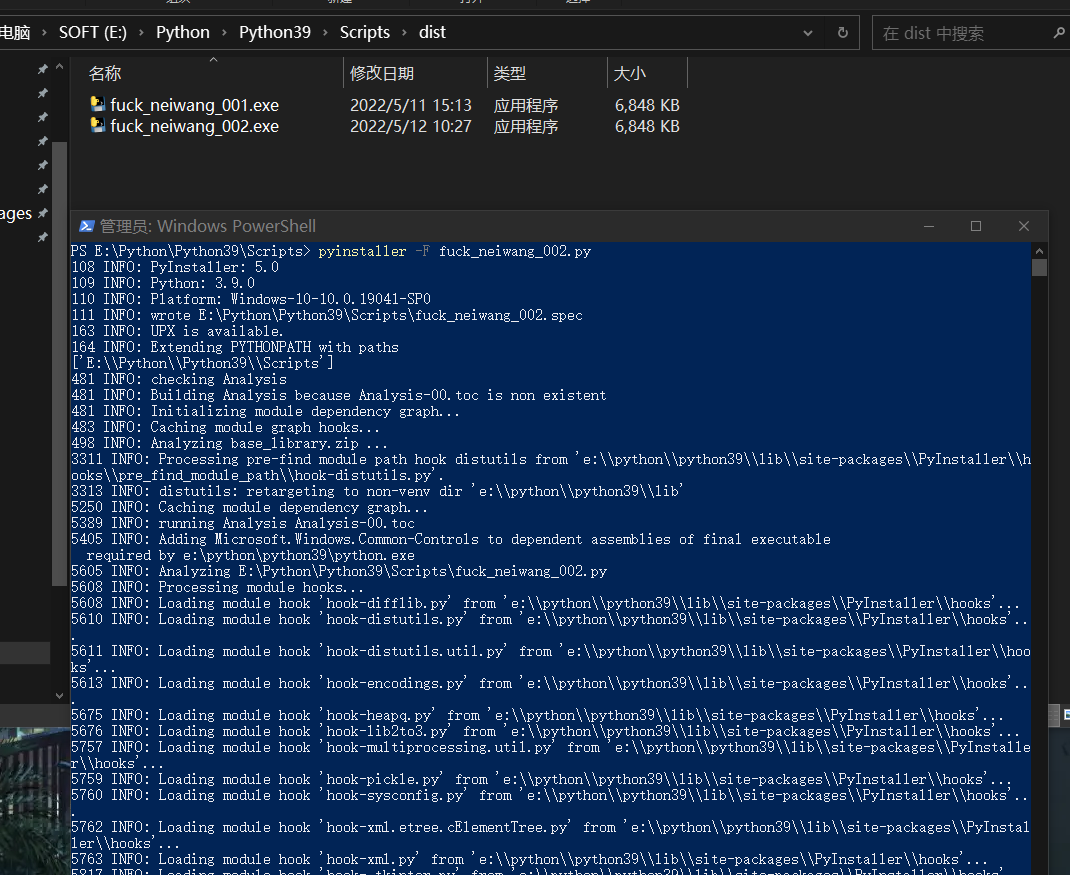 电脑 › SOFT (E:) › Python › Python39 › Scripts › dist
在 dist 中搜索
名称 修改日期 类型 大小
fuck_neiwang_001.exe 2022/5/11 15:13 应用程序 6,848 KB
fuck_neiwang_002.exe 2022/5/12 10:27 应用程序 6,848 KB
ages
管理员: Windows PowerShell
PS E:\Python\Python39\Scripts> pyinstaller -F fuck_neiwang_002.py
108 INFO: PyInstaller: 5.0
109 INFO: Python: 3.9.0
110 INFO: Platform: Windows-10-10.0.19041-SP0
111 INFO: wrote E:\Python\Python39\Scripts\fuck_neiwang_002.spec
163 INFO: UPX is available.
164 INFO: Extending PYTHONPATH with paths
['E:\\Python\\Python39\\Scripts']
481 INFO: checking Analysis
481 INFO: Building Analysis because Analysis-00.toc is non existent
481 INFO: Initializing module dependency graph...
483 INFO: Caching module graph hooks...
498 INFO: Analyzing base_library.zip ...
3311 INFO: Processing pre-find module path hook distutils from 'e:\\python\\python39\\lib\\site-packages\\PyInstaller\\h
ooks\\pre_find_module_path\\hook-distutils.py'.
3313 INFO: distutils: retargeting to non-venv dir 'e:\\python\\python39\\lib'
5250 INFO: Caching module dependency graph...
5389 INFO: running Analysis Analysis-00.toc
5405 INFO: Adding Microsoft.Windows.Common-Controls to dependent assemblies of final executable
required by e:\python\python39\python.exe
5605 INFO: Analyzing E:\Python\Python39\Scripts\fuck_neiwang_002.py
5608 INFO: Processing module hooks...
5608 INFO: Loading module hook 'hook-difflib.py' from 'e:\\python\\python39\\lib\\site-packages\\PyInstaller\\hooks'...
5610 INFO: Loading module hook 'hook-distutils.py' from 'e:\\python\\python39\\lib\\site-packages\\PyInstaller\\hooks'..
.
5611 INFO: Loading module hook 'hook-distutils.util.py' from 'e:\\python\\python39\\lib\\site-packages\\PyInstaller\\hoo
ks'...
5613 INFO: Loading module hook 'hook-encodings.py' from 'e:\\python\\python39\\lib\\site-packages\\PyInstaller\\hooks'..
.
5675 INFO: Loading module hook 'hook-heapq.py' from 'e:\\python\\python39\\lib\\site-packages\\PyInstaller\\hooks'...
5676 INFO: Loading module hook 'hook-lib2to3.py' from 'e:\\python\\python39\\lib\\site-packages\\PyInstaller\\hooks'...
5757 INFO: Loading module hook 'hook-multiprocessing.util.py' from 'e:\\python\\python39\\lib\\site-packages\\PyInstalle
r\\hooks'...
5759 INFO: Loading module hook 'hook-pickle.py' from 'e:\\python\\python39\\lib\\site-packages\\PyInstaller\\hooks'...
5760 INFO: Loading module hook 'hook-sysconfig.py' from 'e:\\python\\python39\\lib\\site-packages\\PyInstaller\\hooks'..
.
5762 INFO: Loading module hook 'hook-xml.etree.cElementTree.py' from 'e:\\python\\python39\\lib\\site-packages\\PyInstal
ler\\hooks'...
5763 INFO: Loading module hook 'hook-xml.py' from 'e:\\python\\python39\\lib\\site-packages\\PyInstaller\\hooks'...